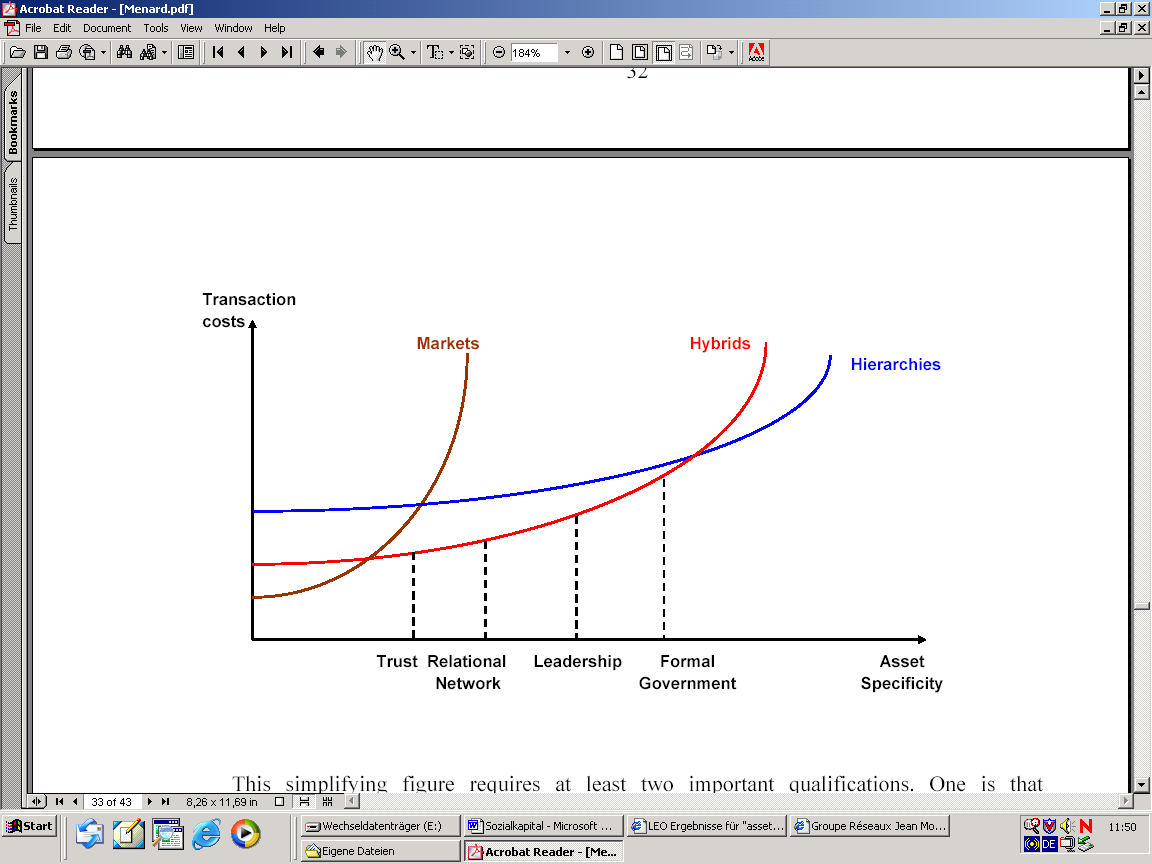 Acrobat Reader - [Menard.pdf]
File Edit Document Tools View Window Help
184%
Adobe
Bookmarks
Thumbnails
32
Transaction
costs
Markets
Hybrids
Hierarchies
Trust Relational Leadership Formal Asset
Network Government Specificity
This simplifying figure requires at least two important qualifications. One is that
33 of 43 8,26 x 11,69 in
Start
Wechseldatenträger (E:) Sozialkapital - Microsoft ... LEO Ergebnisse für "asset... Groupe Réseaux Jean Mo...
DE 11:50
Eigene Dateien Acrobat Reader - [Me...